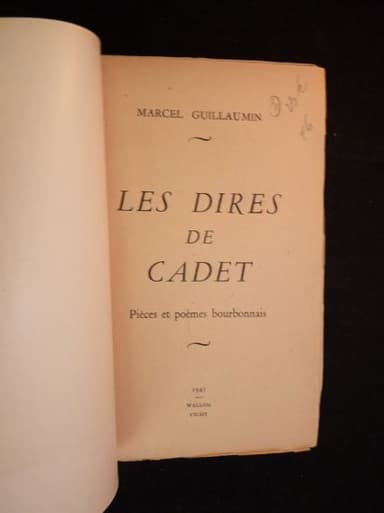 MARCEL GUILLAUMIN
LES DIRES
DE
CADET
Pièces et poèmes bourbonnais
WALLON
VICHY